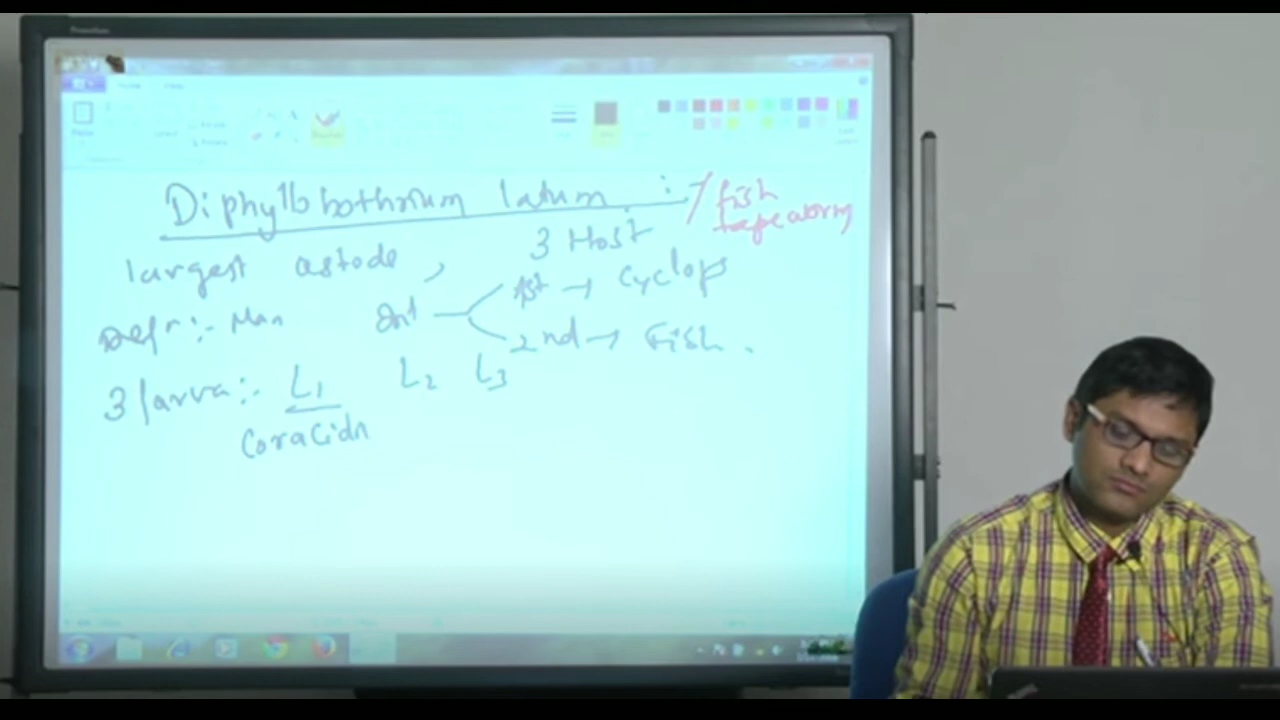 Diphyllobothrium latum :- / fish tapeworm
largest cestode , 3 Host
Defn :- Man Int 1st → Cyclops
2nd → Fish .
3 larva :- L1 L2 L3
Coracidn